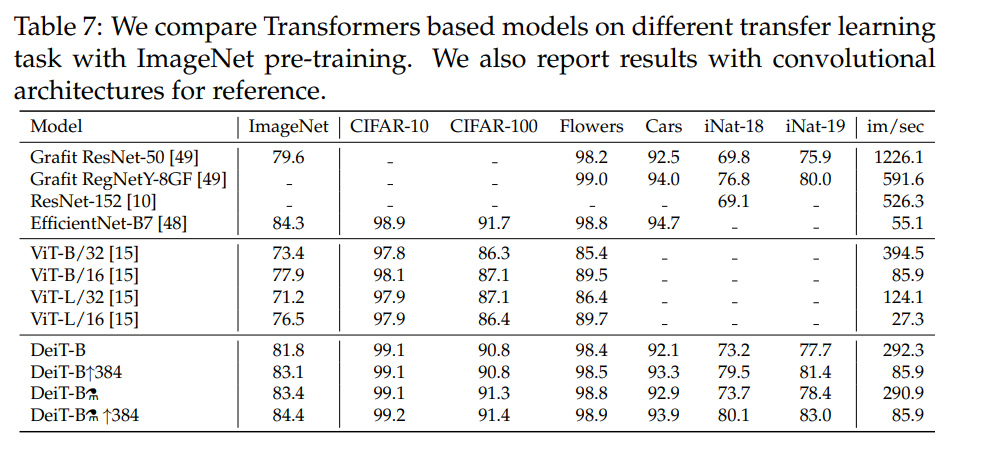 Table 7: We compare Transformers based models on different transfer learning
task with ImageNet pre-training. We also report results with convolutional
architectures for reference.
Model ImageNet CIFAR-10 CIFAR-100 Flowers Cars iNat-18 iNat-19 im/sec
Grafit ResNet-50 [49] 79.6 - - 98.2 92.5 69.8 75.9 1226.1
Grafit RegNetY-8GF [49] - - - 99.0 94.0 76.8 80.0 591.6
ResNet-152 [10] - - - - - 69.1 - 526.3
EfficientNet-B7 [48] 84.3 98.9 91.7 98.8 94.7 - - 55.1
ViT-B/32 [15] 73.4 97.8 86.3 85.4 - - - 394.5
ViT-B/16 [15] 77.9 98.1 87.1 89.5 - - - 85.9
ViT-L/32 [15] 71.2 97.9 87.1 86.4 - - - 124.1
ViT-L/16 [15] 76.5 97.9 86.4 89.7 - - - 27.3
DeiT-B 81.8 99.1 90.8 98.4 92.1 73.2 77.7 292.3
DeiT-B↑384 83.1 99.1 90.8 98.5 93.3 79.5 81.4 85.9
DeiT-B⚗ 83.4 99.1 91.3 98.8 92.9 73.7 78.4 290.9
DeiT-B⚗ ↑384 84.4 99.2 91.4 98.9 93.9 80.1 83.0 85.9